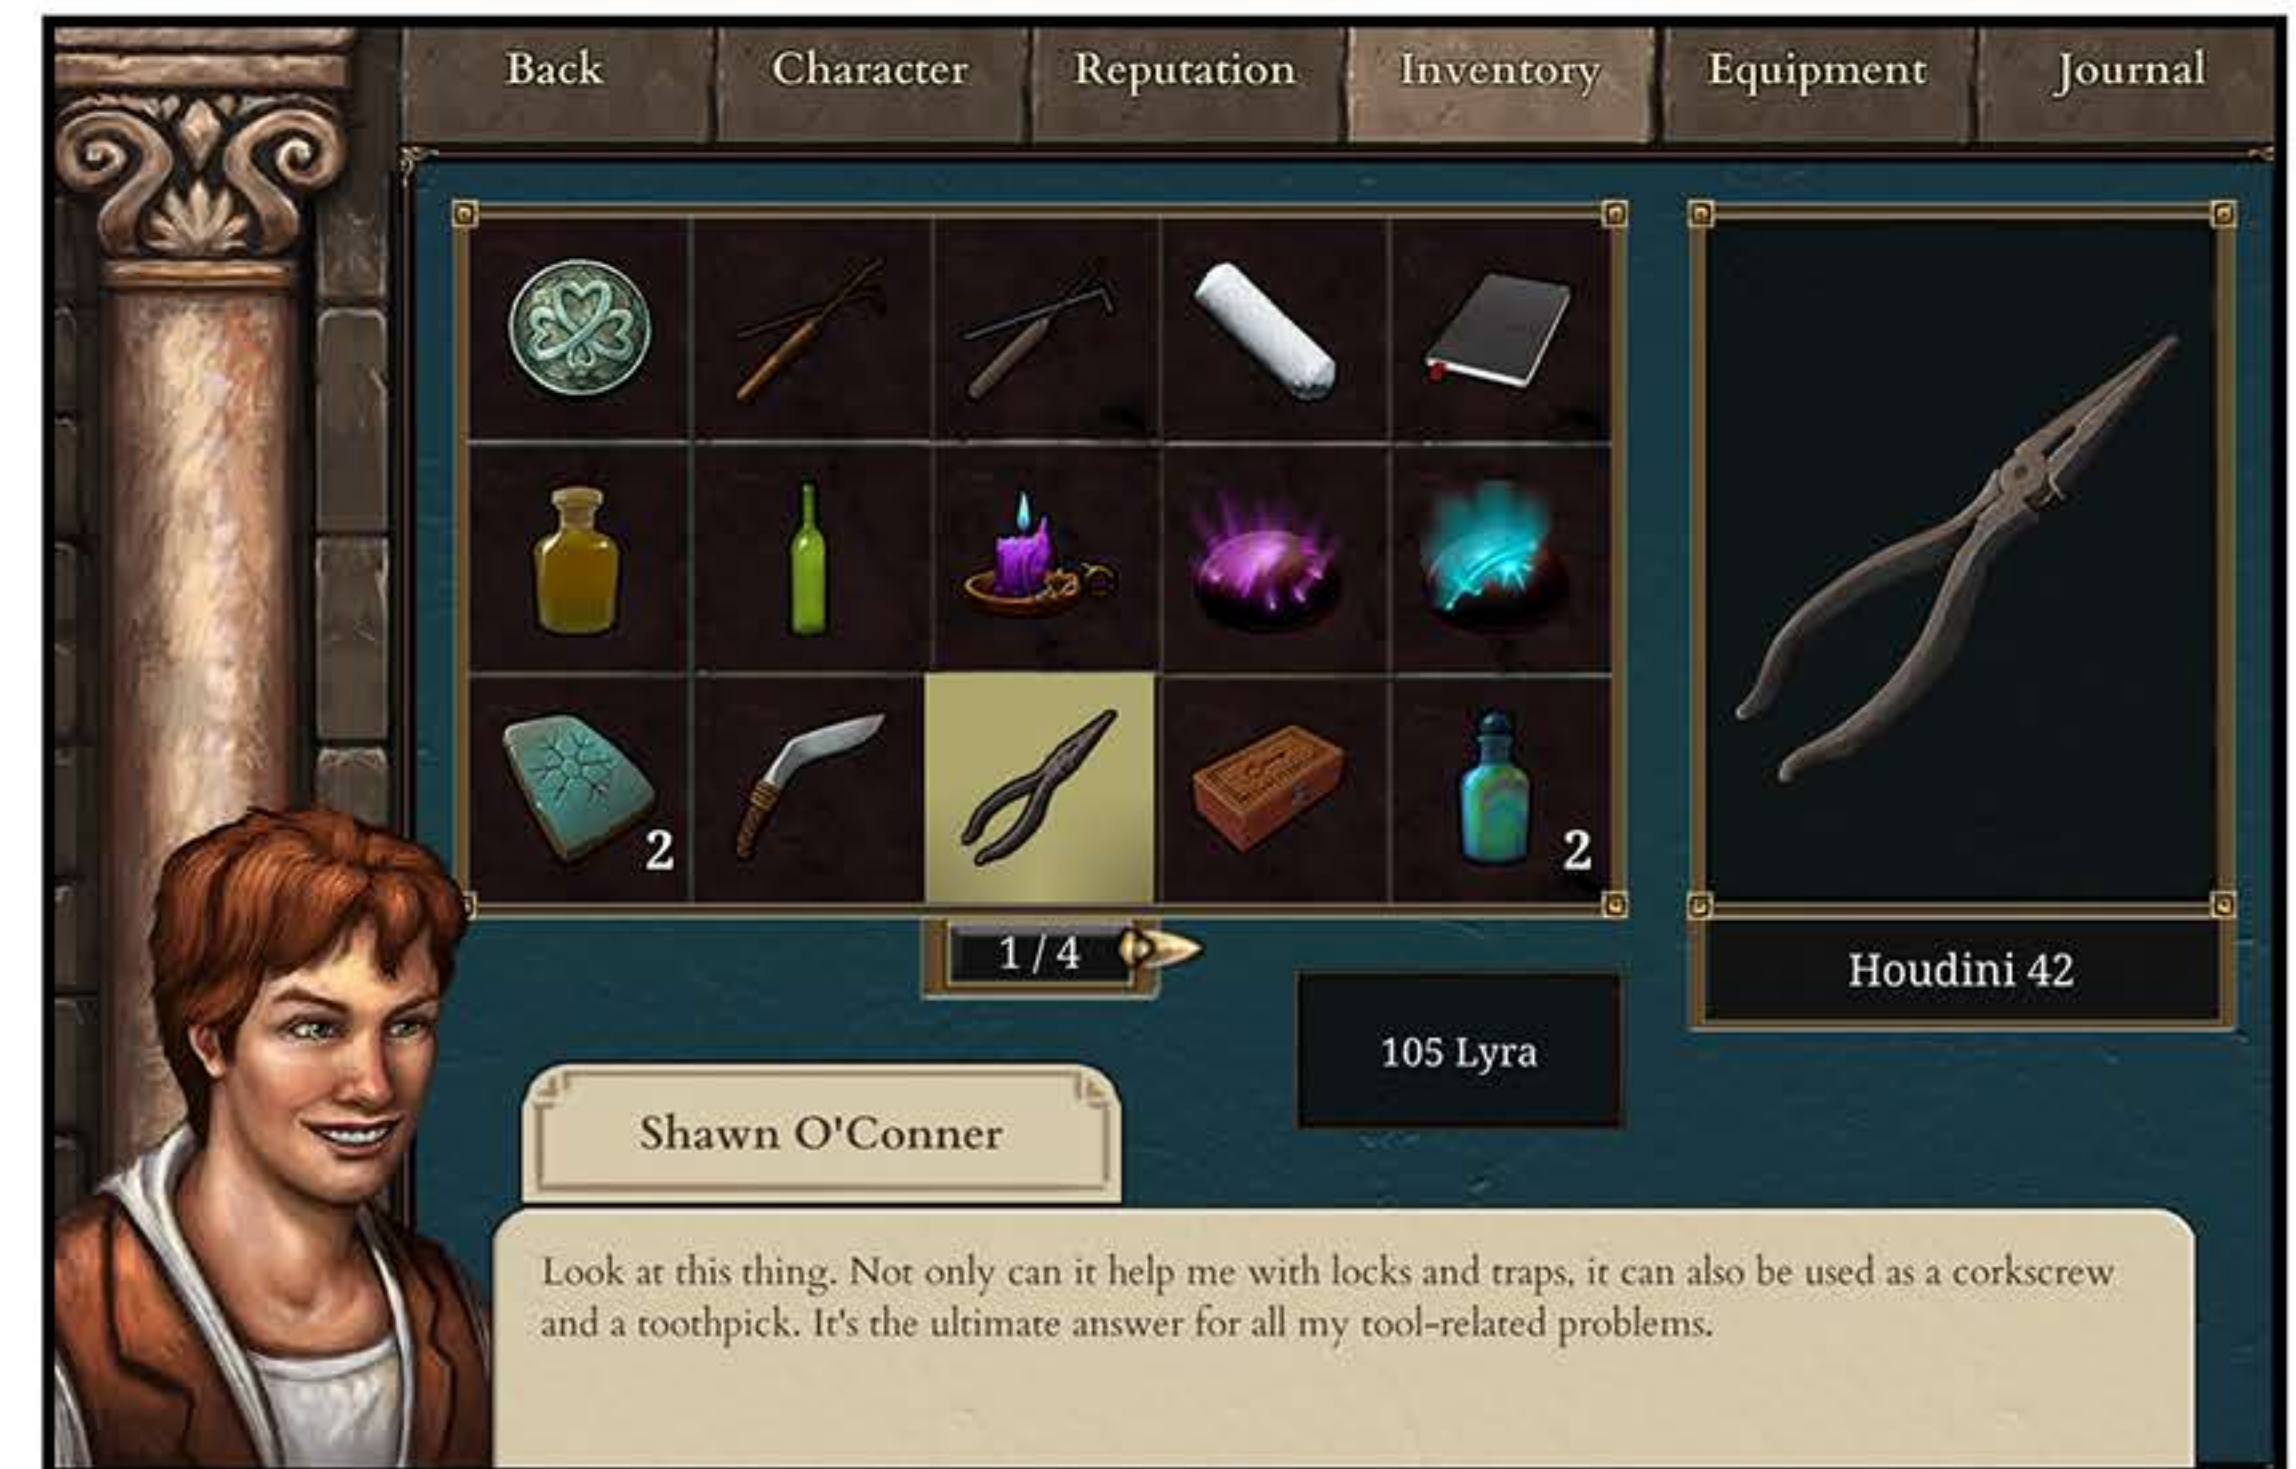 Back
Character
Reputation
Inventory
Equipment
Journal
2
2
1 / 4
Houdini 42
105 Lyra
Shawn O'Conner
Look at this thing. Not only can it help me with locks and traps, it can also be used as a corkscrew
and a toothpick. It's the ultimate answer for all my tool-related problems.